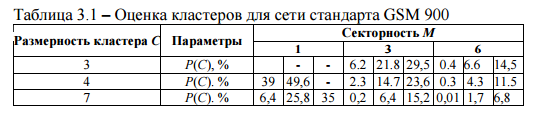 Таблица 3.1 – Оценка кластеров для сети стандарта GSM 900
Размерность кластера C Параметры Секторность M
1 3 6
3 P(C), % - - 6.2 21.8 29,5 0.4 6.6 14,5
4 P(C). % 39 49,6 - 2.3 14.7 23,6 0.3 4.3 11.5
7 P(C). % 6,4 25,8 35 0,2 6,4 15,2 0,01 1,7 6,8